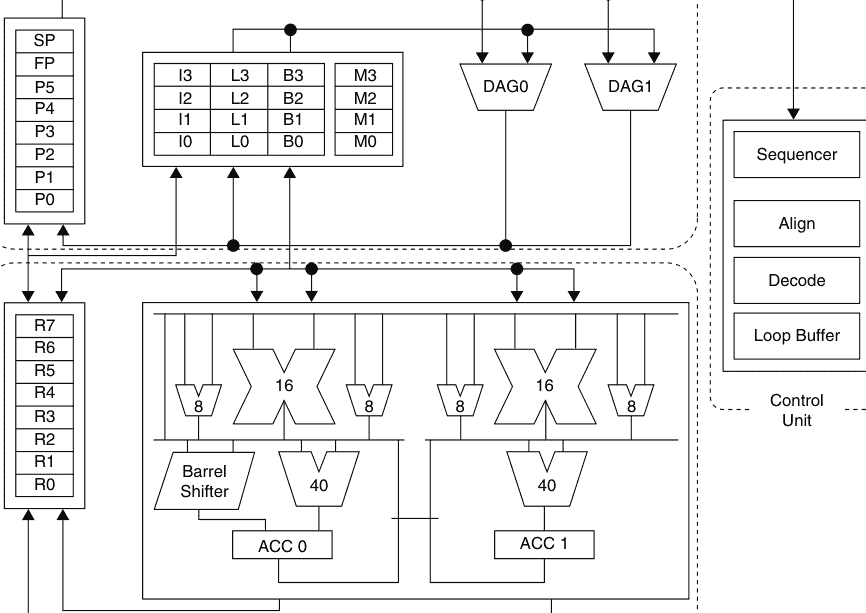 SP
FP
P5
P4
P3
P2
P1
P0
I3 L3 B3 M3
I2 L2 B2 M2
I1 L1 B1 M1
I0 L0 B0 M0
DAG0
DAG1
Sequencer
Align
Decode
Loop Buffer
Control
Unit
R7
R6
R5
R4
R3
R2
R1
R0
8
16
8
8
16
8
Barrel
Shifter
40
40
ACC 0
ACC 1